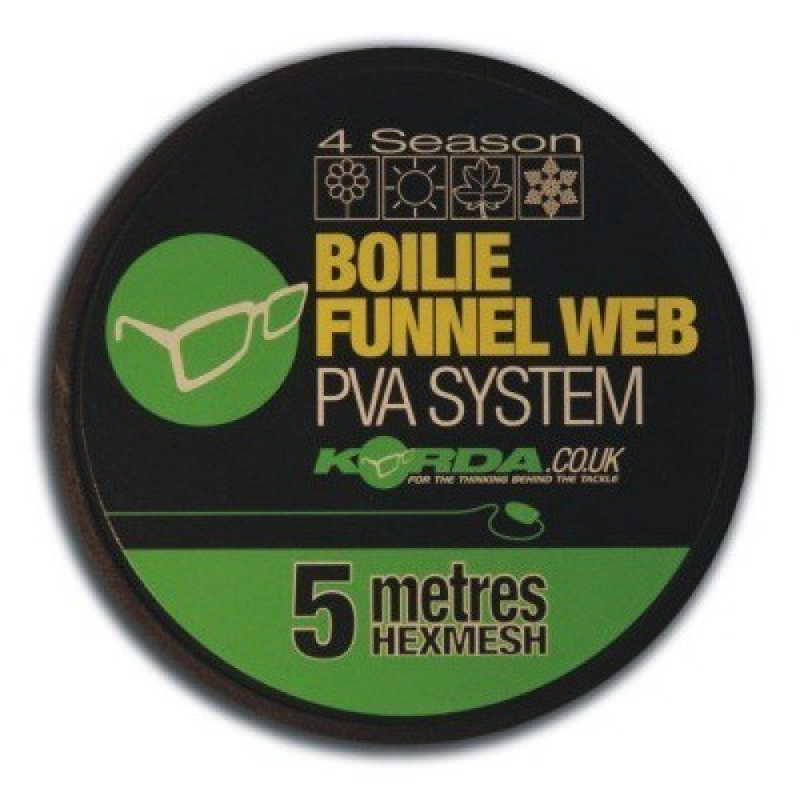 4 Season
BOILIE
FUNNEL WEB
PVA SYSTEM
KORDA.CO.UK
FOR THE THINKING BEHIND THE TACKLE
5 metres
HEXMESH